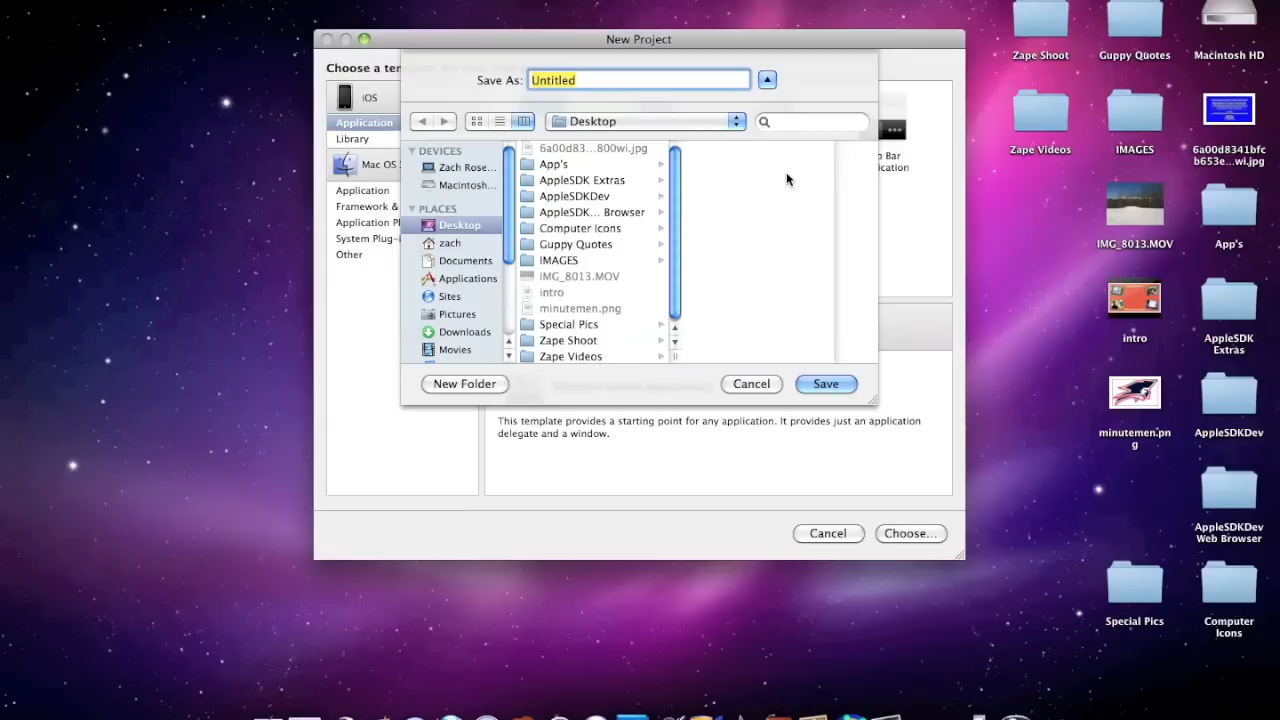 New Project
Choose a ten
Save As:
Untitled
Desktop
iOS
Application
Library
Mac OS
Application
Framework &
Application Pl
System Plug-i
Other
DEVICES
Zach Rose...
Macintosh...
PLACES
Desktop
zach
Documents
Applications
Sites
Pictures
Downloads
Movies
6a00d83...800wi.jpg
App's
AppleSDK Extras
AppleSDKDev
AppleSDK... Browser
Computer Icons
Guppy Quotes
IMAGES
IMG_8013.MOV
intro
minutemen.png
Special Pics
Zape Shoot
Zape Videos
New Folder
Cancel
Save
Bar
cation
This template provides a starting point for any application. It provides just an application
delegate and a window.
Cancel
Choose...
Zape Shoot
Guppy Quotes
Macintosh HD
Zape Videos
IMAGES
6a00d8341bfc
b653e...wi.jpg
IMG_8013.MOV
App's
intro
AppleSDK
Extras
minutemen.pn
g
AppleSDKDev
AppleSDKDev
Web Browser
Special Pics
Computer
Icons